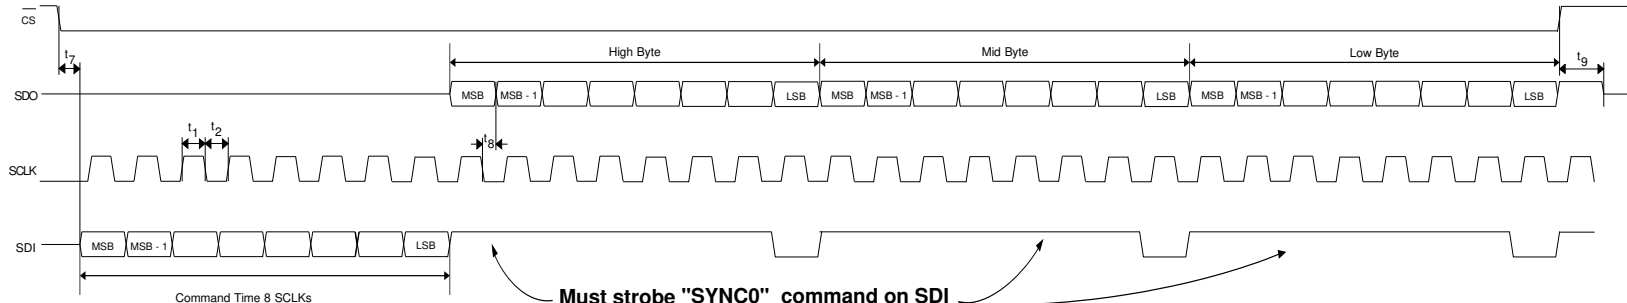 CS
t7
High Byte
Mid Byte
Low Byte
t9
SDO
MSB
MSB - 1
LSB
MSB
MSB - 1
LSB
MSB
MSB - 1
LSB
t1
t2
t8
SCLK
SDI
MSB
MSB - 1
LSB
Command Time 8 SCLKs
Must strobe "SYNC0" command on SDI